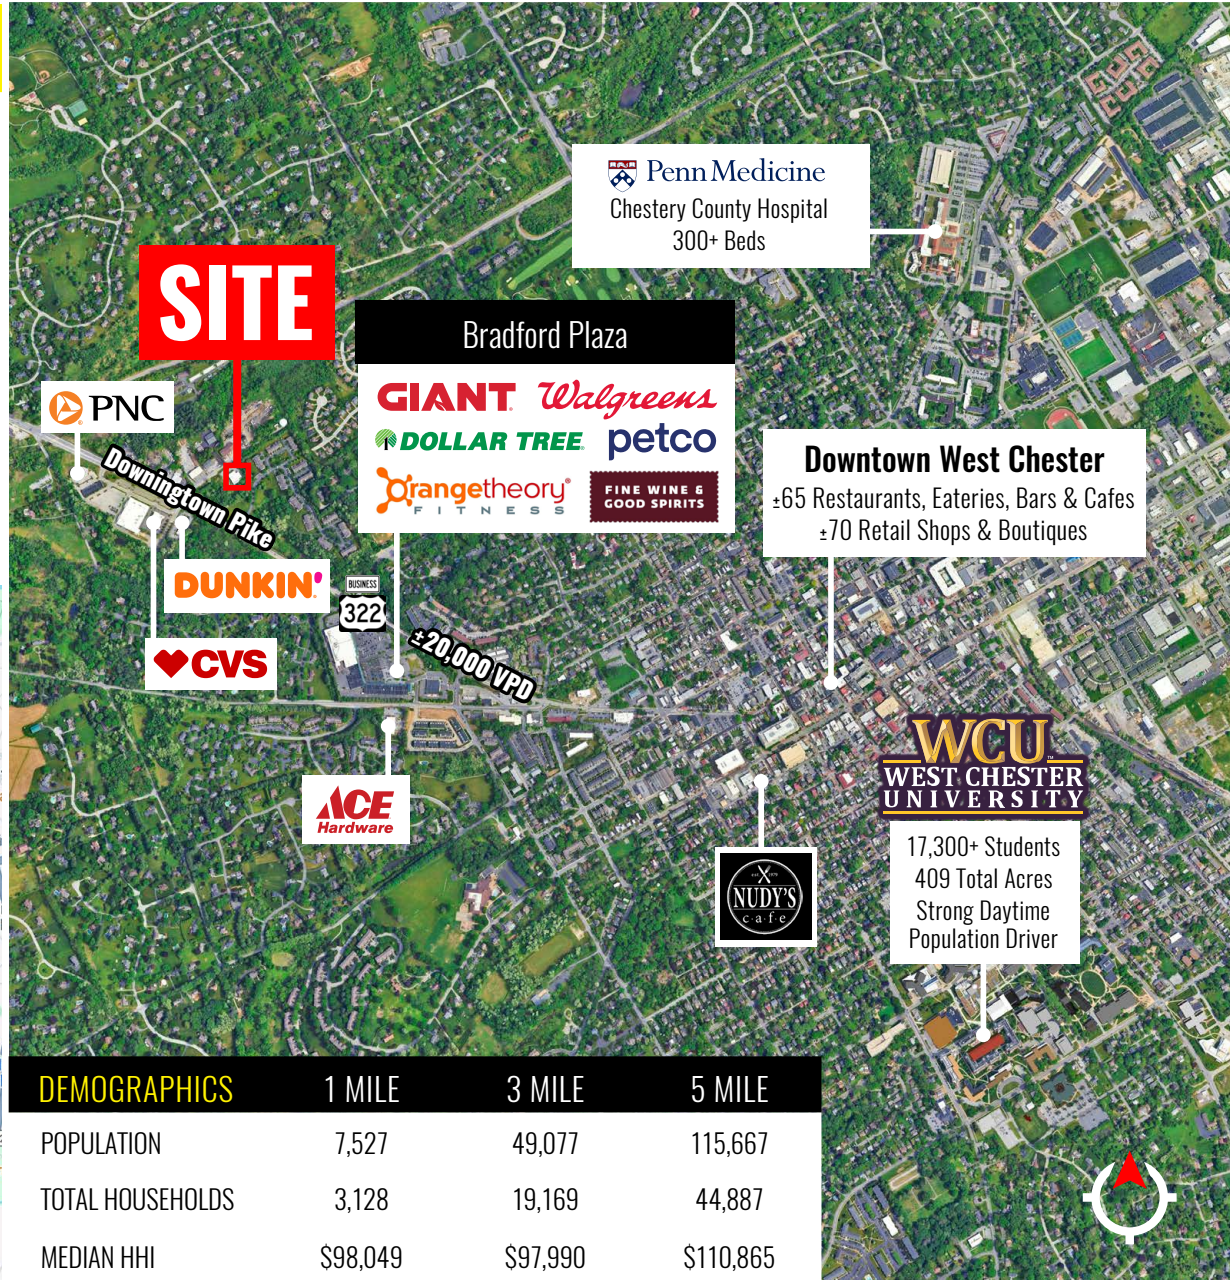 Penn Medicine
Chestery County Hospital
300+ Beds
SITE
Bradford Plaza
GIANT Walgreens
DOLLAR TREE petco
Orangetheory®
FITNESS
FINE WINE &
GOOD SPIRITS
PNC
Downingtown Pike
Downtown West Chester
±65 Restaurants, Eateries, Bars & Cafes
±70 Retail Shops & Boutiques
DUNKIN'
BUSINESS
322
CVS
±20,000 VPD
WCU
WEST CHESTER
UNIVERSITY
17,300+ Students
409 Total Acres
Strong Daytime
Population Driver
ACE
Hardware
EST 1979
NUDY'S
cafe
DEMOGRAPHICS 1 MILE 3 MILE 5 MILE
POPULATION 7,527 49,077 115,667
TOTAL HOUSEHOLDS 3,128 19,169 44,887
MEDIAN HHI $98,049 $97,990 $110,865